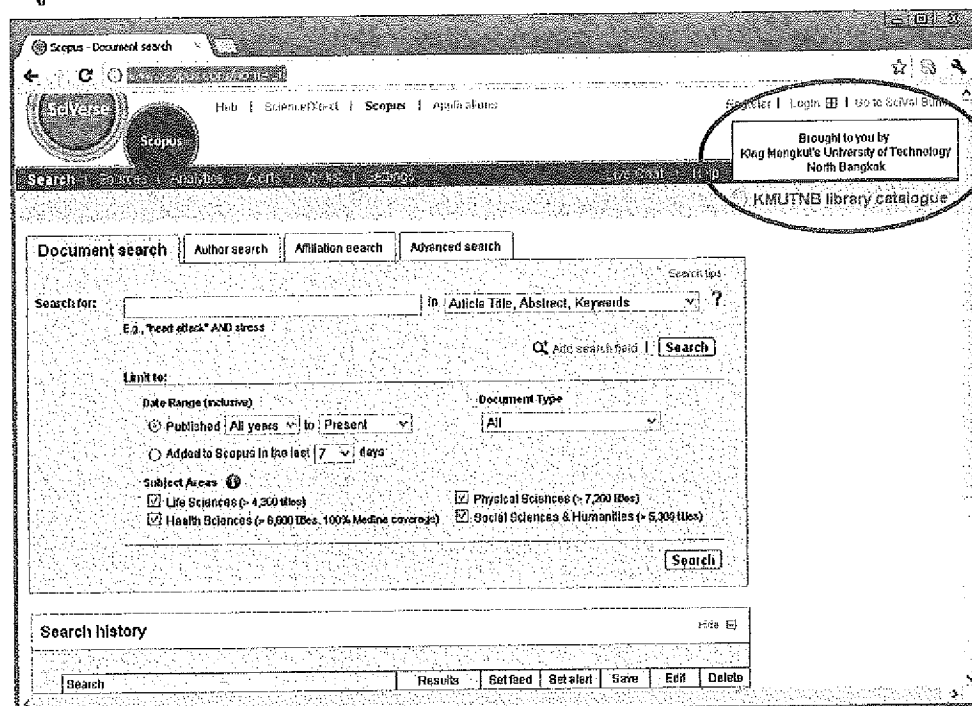 Scopus - Document search
SciVerse
Hub | ScienceDirect | Scopus | Applications
Register | Login | Go to SciVal Suite
Scopus
Brought to you by
King Mongkut's University of Technology
North Bangkok
Search | Sources | Analytics | Alerts | My list | Settings
Live Chat | Help
KMUTNB library catalogue
Document search
Author search
Affiliation search
Advanced search
Search tips
Search for:
in
Article Title, Abstract, Keywords
?
E.g., "heart attack" AND stress
Add search field | Search
Limit to:
Date Range (inclusive)
Document Type
Published All years to Present
All
Added to Scopus in the last 7 days
Subject Areas
Life Sciences (> 4,300 titles)
Physical Sciences (> 7,200 titles)
Health Sciences (> 6,800 titles, 100% Medline coverage)
Social Sciences & Humanities (> 5,300 titles)
Search
Search history
Hide
Search
Results
Set feed
Set alert
Save
Edit
Delete